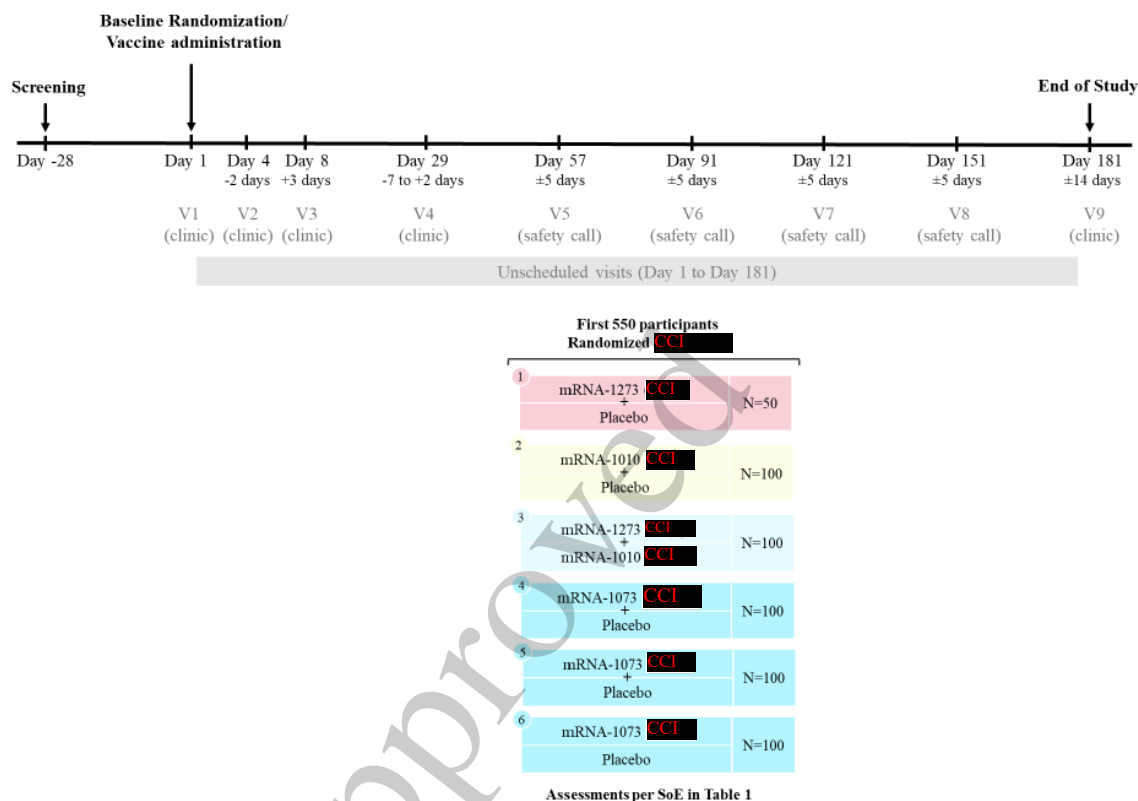 Baseline Randomization/
Vaccine administration
Screening
End of Study
Day -28
Day 1
Day 4
-2 days
Day 8
+3 days
Day 29
-7 to +2 days
Day 57
±5 days
Day 91
±5 days
Day 121
±5 days
Day 151
±5 days
Day 181
±14 days
V1
(clinic)
V2
(clinic)
V3
(clinic)
V4
(clinic)
V5
(safety call)
V6
(safety call)
V7
(safety call)
V8
(safety call)
V9
(clinic)
Unscheduled visits (Day 1 to Day 181)
First 550 participants
Randomized CCI
1
mRNA-1273 CCI
+
Placebo
N=50
2
mRNA-1010 CCI
+
Placebo
N=100
3
mRNA-1273 CCI
+
mRNA-1010 CCI
N=100
4
mRNA-1073 CCI
+
Placebo
N=100
5
mRNA-1073 CCI
+
Placebo
N=100
6
mRNA-1073 CCI
Placebo
N=100
Assessments per SoE in Table 1
pproved